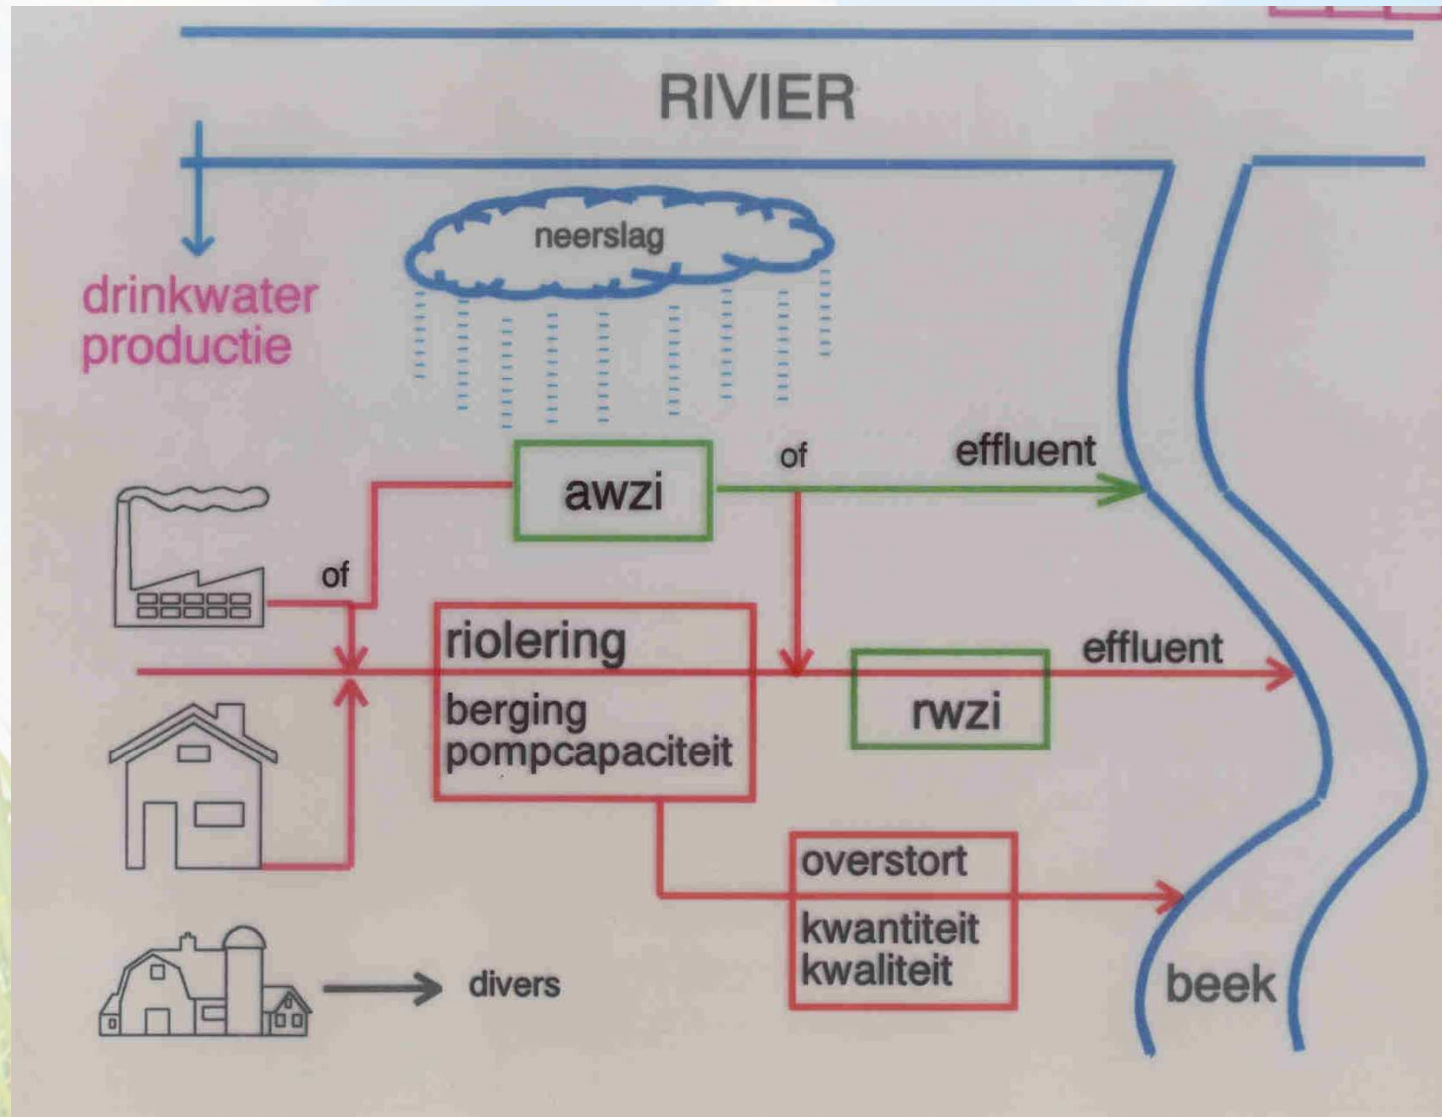 RIVIER
neerslag
drinkwater
productie
of
effluent
awzi
of
riolering
effluent
berging
pompcapaciteit
rwzi
overstort
kwantiteit
kwaliteit
divers
beek